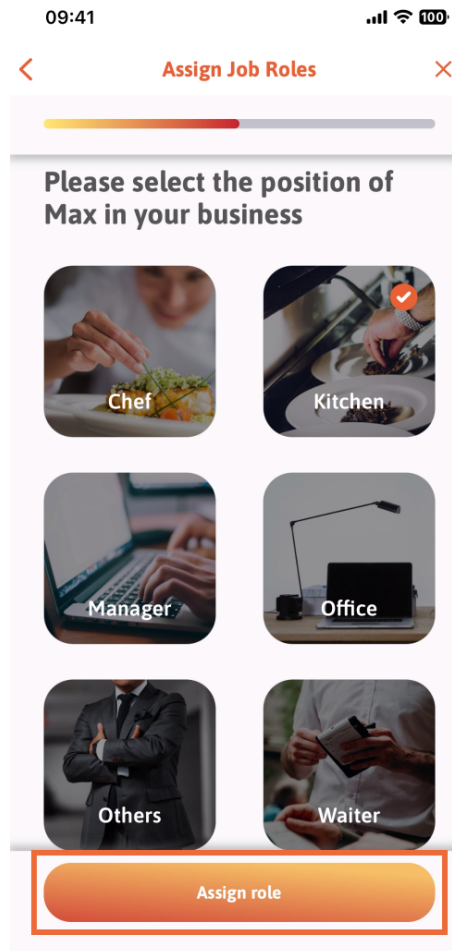 09:41
100
Assign Job Roles
Please select the position of
Max in your business
Chef
Kitchen
Manager
Office
Others
Waiter
Assign role